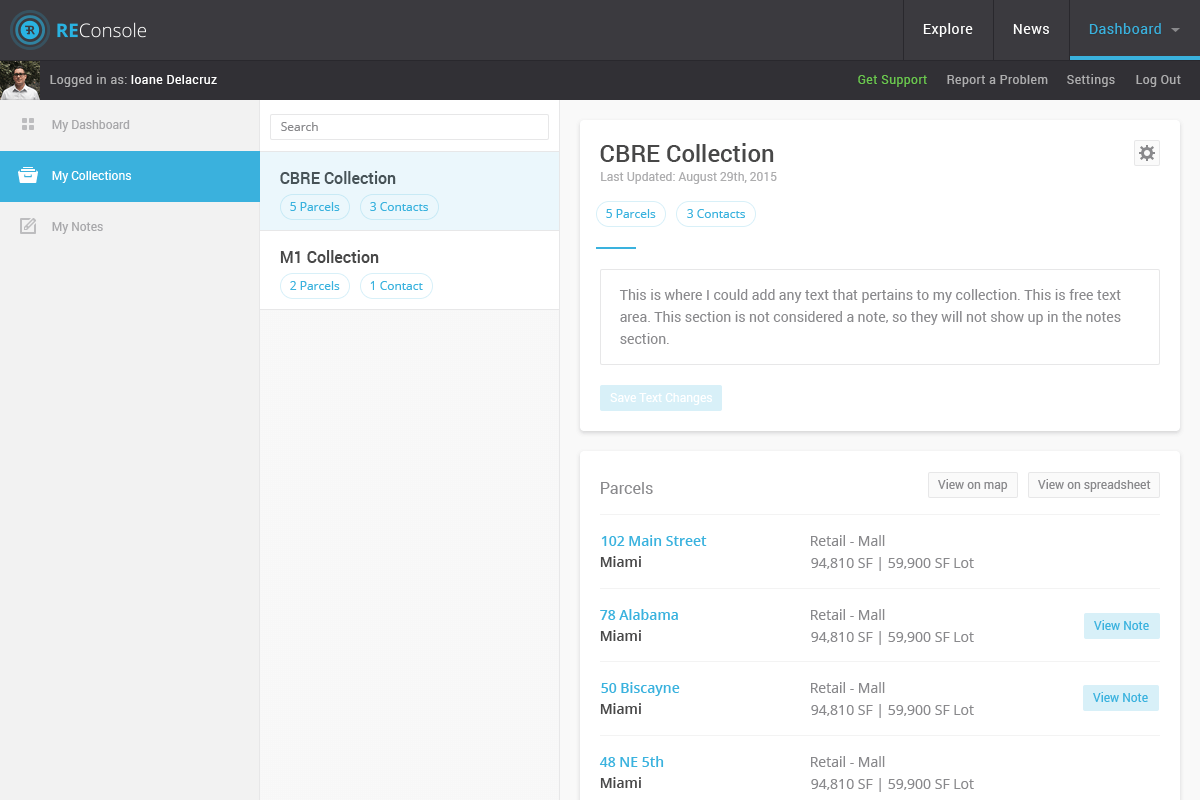 REConsole
Explore
News
Dashboard
Logged in as: Ioane Delacruz
Get Support
Report a Problem
Settings
Log Out
My Dashboard
My Collections
My Notes
Search
CBRE Collection
5 Parcels
3 Contacts
M1 Collection
2 Parcels
1 Contact
CBRE Collection
Last Updated: August 29th, 2015
5 Parcels
3 Contacts
This is where I could add any text that pertains to my collection. This is free text
area. This section is not considered a note, so they will not show up in the notes
section.
Save Text Changes
Parcels
View on map
View on spreadsheet
102 Main Street
Miami
Retail - Mall
94,810 SF | 59,900 SF Lot
78 Alabama
Miami
Retail - Mall
94,810 SF | 59,900 SF Lot
View Note
50 Biscayne
Miami
Retail - Mall
94,810 SF | 59,900 SF Lot
View Note
48 NE 5th
Miami
Retail - Mall
94,810 SF | 59,900 SF Lot